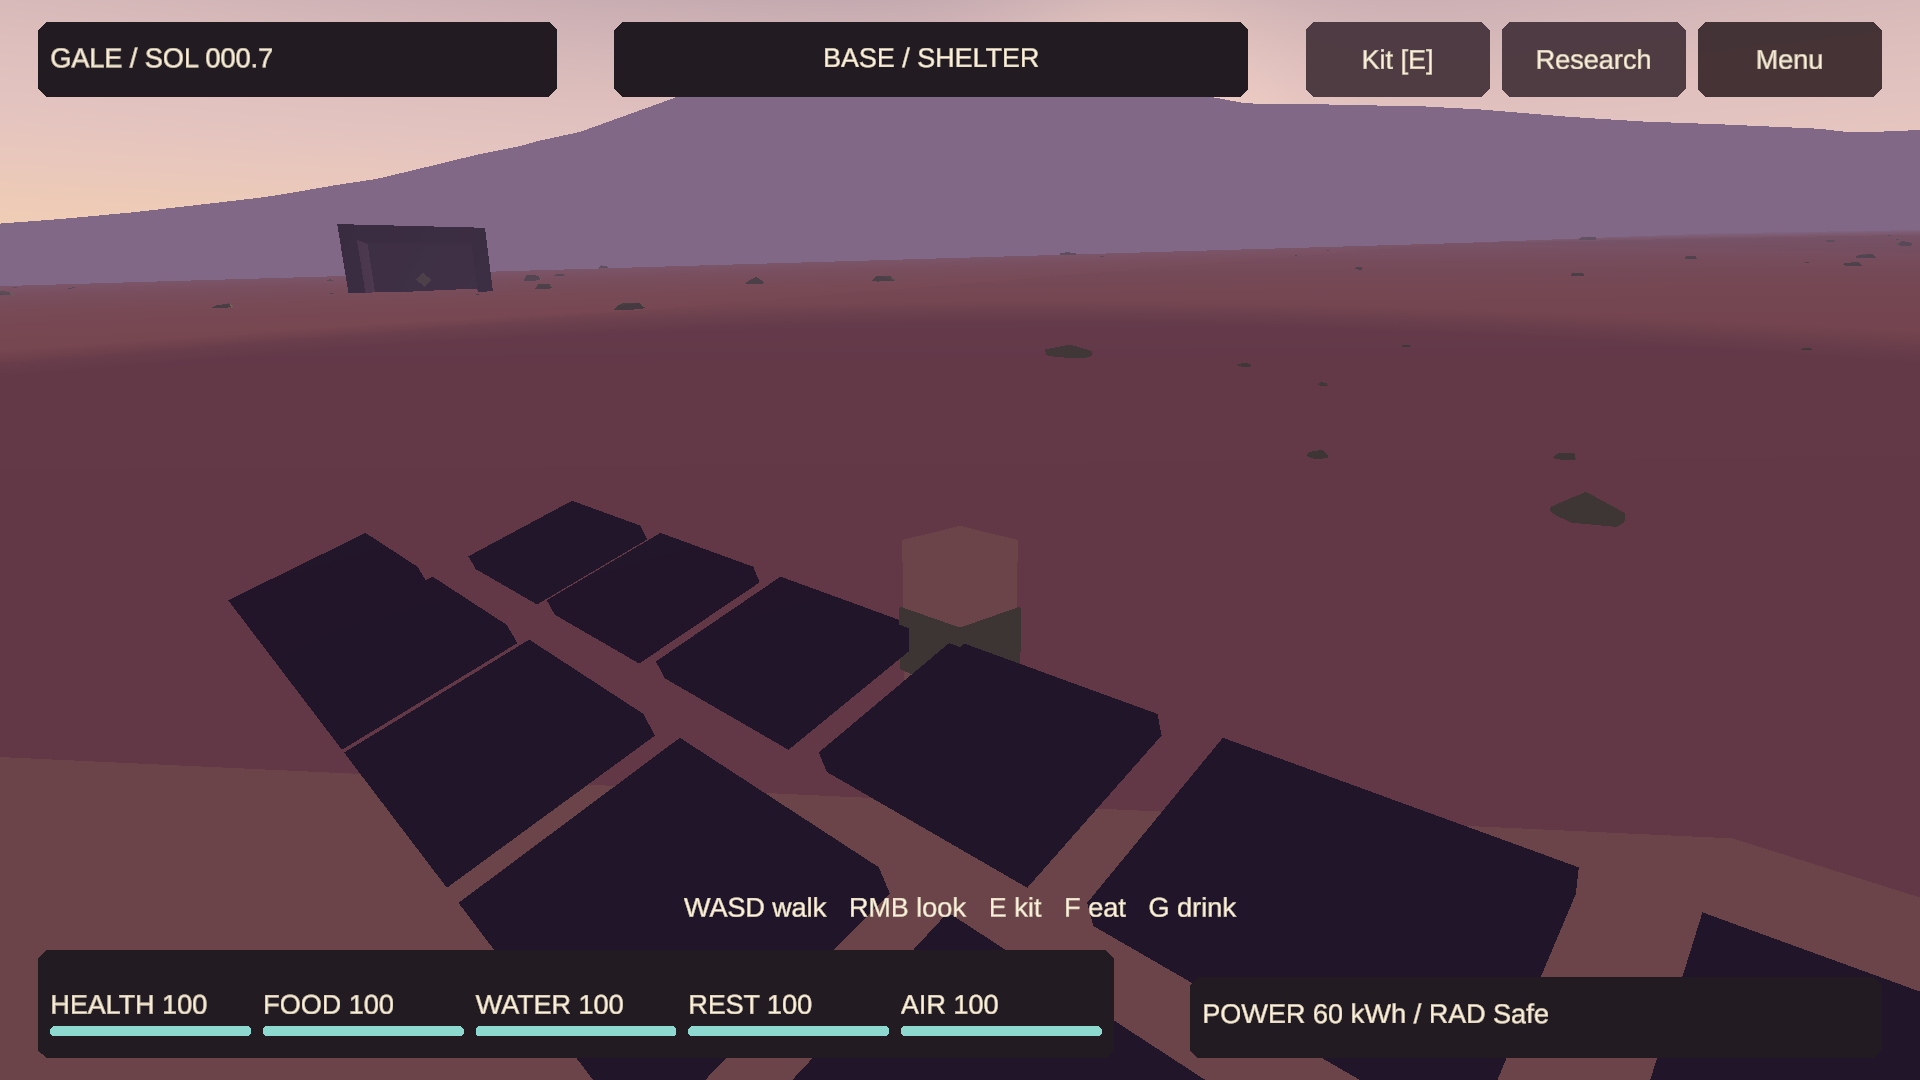 GALE / SOL 000.7
BASE / SHELTER
Kit [E]
Research
Menu
WASD walk RMB look E kit F eat G drink
HEALTH 100
FOOD 100
WATER 100
REST 100
AIR 100
POWER 60 kWh / RAD Safe